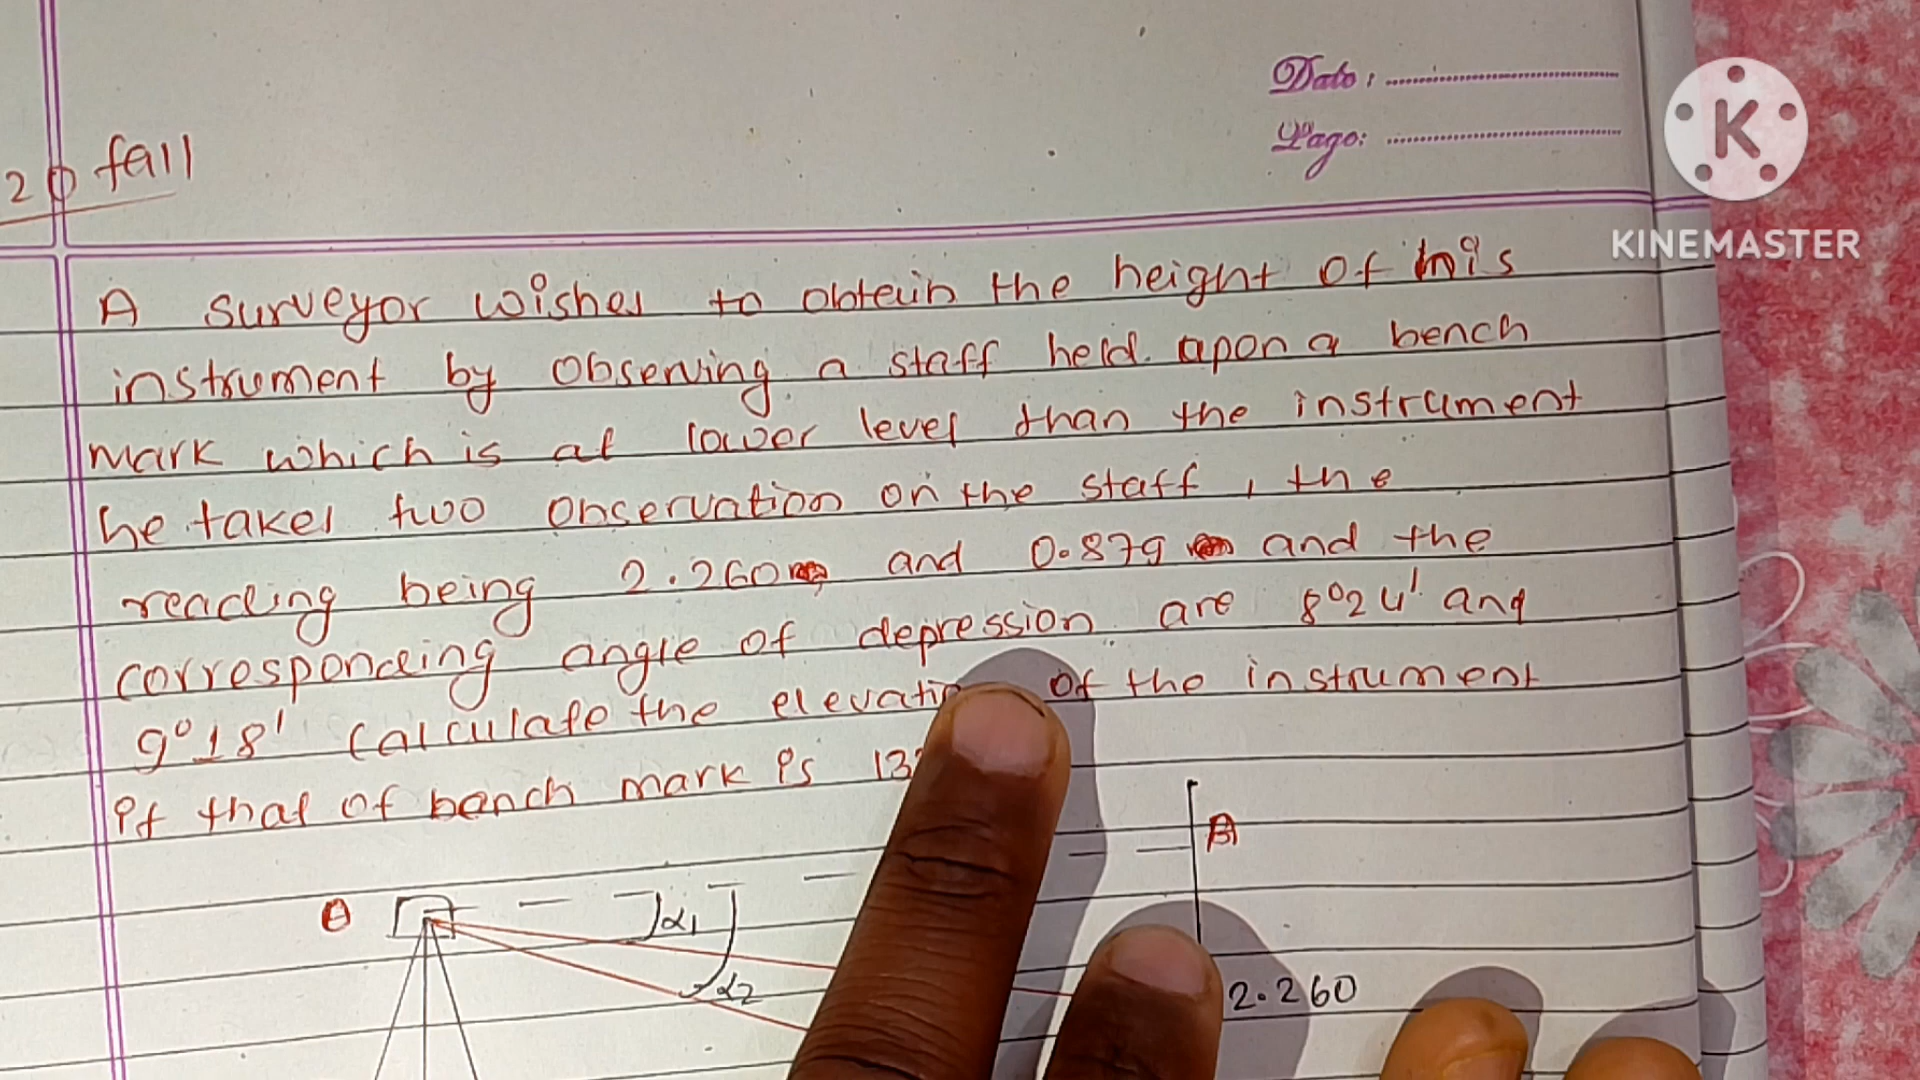 Date:
Page:
KINEMASTER
fall
A surveyor wishes to obtein the height of his
instrument by observing a staff held upon a bench
mark which is at lower level than the instrument
he takes two observation on the staff, the
reading being 2.260 and 0.879 and the
corresponding angle of depression are 8°24' and
9°18' Calculate the elevatio of the instrument
if that of bench mark is
α1
α2
2.260